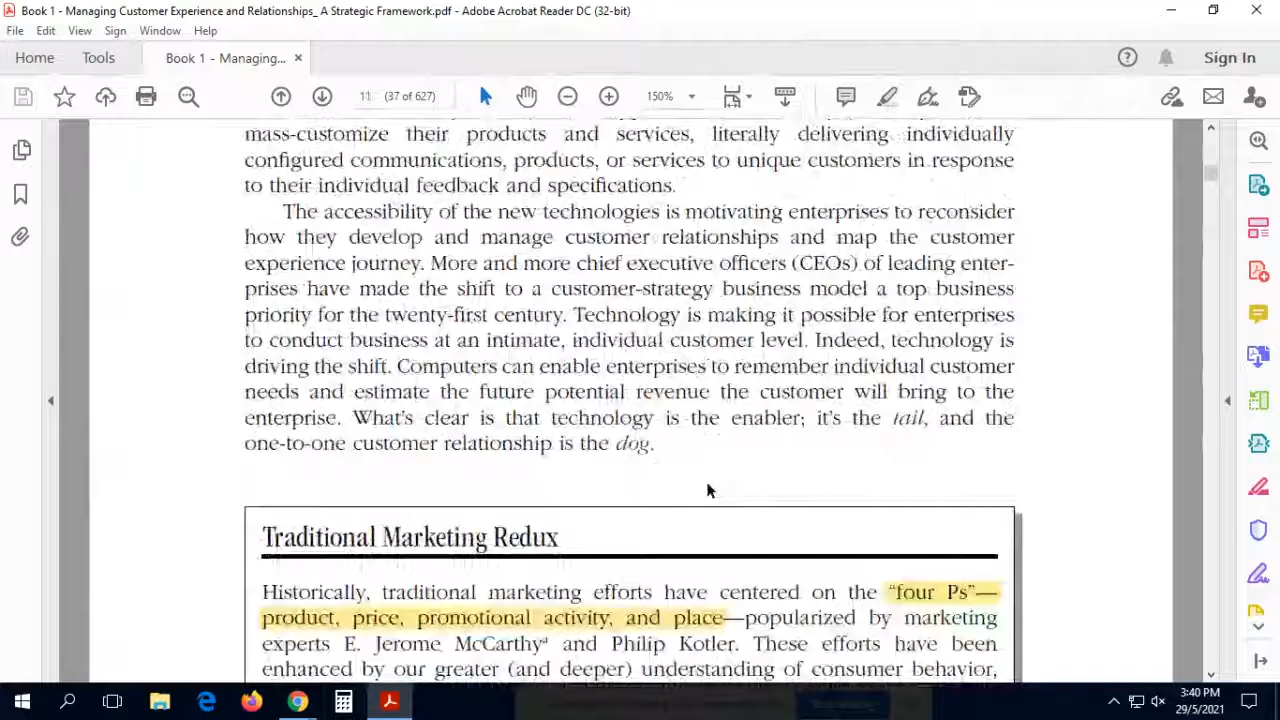 Book 1 - Managing Customer Experience and Relationships_ A Strategic Framework.pdf - Adobe Acrobat Reader DC (32-bit)
File Edit View Sign Window Help
Home Tools Book 1 - Managing... × Sign In
11 (37 of 627) 150%
mass-customize their products and services, literally delivering individually
configured communications, products, or services to unique customers in response
to their individual feedback and specifications.
The accessibility of the new technologies is motivating enterprises to reconsider
how they develop and manage customer relationships and map the customer
experience journey. More and more chief executive officers (CEOs) of leading enter-
prises have made the shift to a customer-strategy business model a top business
priority for the twenty-first century. Technology is making it possible for enterprises
to conduct business at an intimate, individual customer level. Indeed, technology is
driving the shift. Computers can enable enterprises to remember individual customer
needs and estimate the future potential revenue the customer will bring to the
enterprise. What's clear is that technology is the enabler; it's the tail, and the
one-to-one customer relationship is the dog.
Traditional Marketing Redux
Historically, traditional marketing efforts have centered on the “four Ps”—
product, price, promotional activity, and place—popularized by marketing
experts E. Jerome McCarthyª and Philip Kotler. These efforts have been
enhanced by our greater (and deeper) understanding of consumer behavior,
3:40 PM
29/5/2021